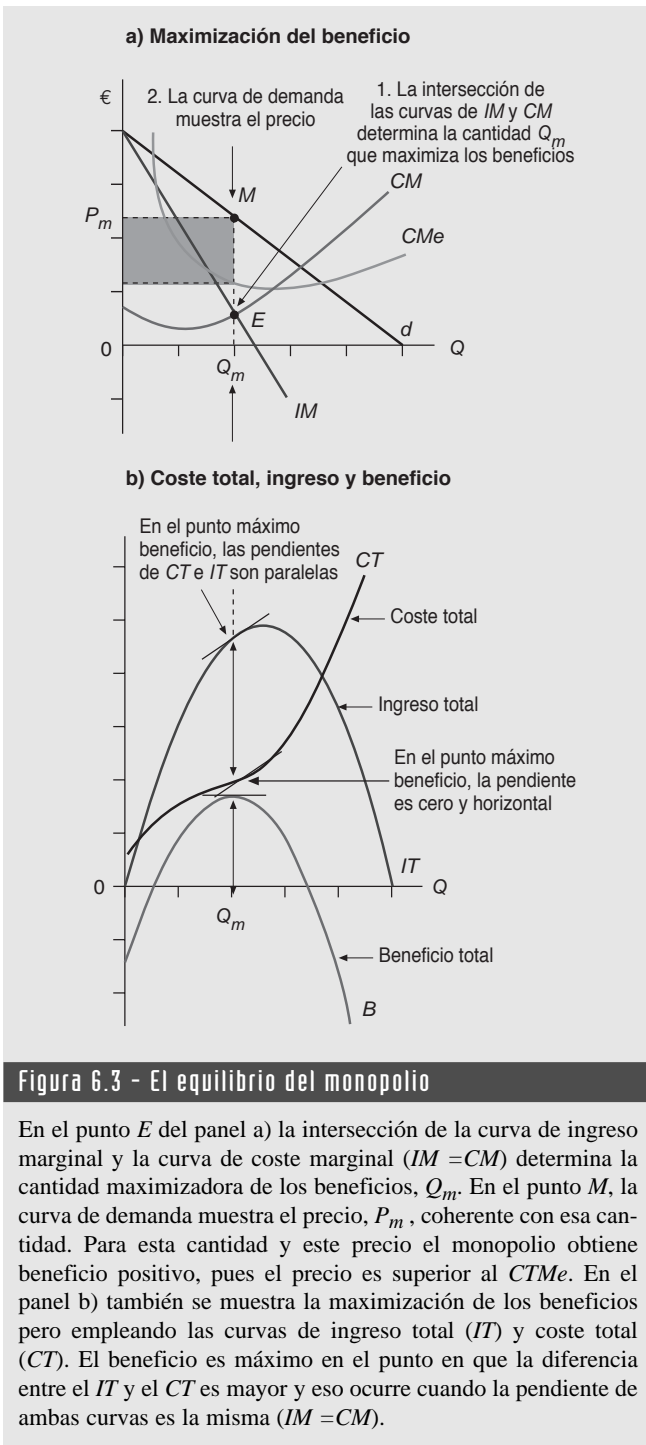 a) Maximización del beneficio
€
2. La curva de demanda
muestra el precio
1. La intersección de
las curvas de IM y CM
determina la cantidad Qm
que maximiza los beneficios
M
CM
Pm
CMe
E
d
0
Q
Qm
IM
b) Coste total, ingreso y beneficio
En el punto máximo
beneficio, las pendientes
de CT e IT son paralelas
CT
Coste total
Ingreso total
En el punto máximo
beneficio, la pendiente
es cero y horizontal
IT
0
Q
Qm
Beneficio total
B
Figura 6.3 - El equilibrio del monopolio
En el punto E del panel a) la intersección de la curva de ingreso
marginal y la curva de coste marginal (IM =CM) determina la
cantidad maximizadora de los beneficios, Qm. En el punto M, la
curva de demanda muestra el precio, Pm , coherente con esa can-
tidad. Para esta cantidad y este precio el monopolio obtiene
beneficio positivo, pues el precio es superior al CTMe. En el
panel b) también se muestra la maximización de los beneficios
pero empleando las curvas de ingreso total (IT) y coste total
(CT). El beneficio es máximo en el punto en que la diferencia
entre el IT y el CT es mayor y eso ocurre cuando la pendiente de
ambas curvas es la misma (IM =CM).